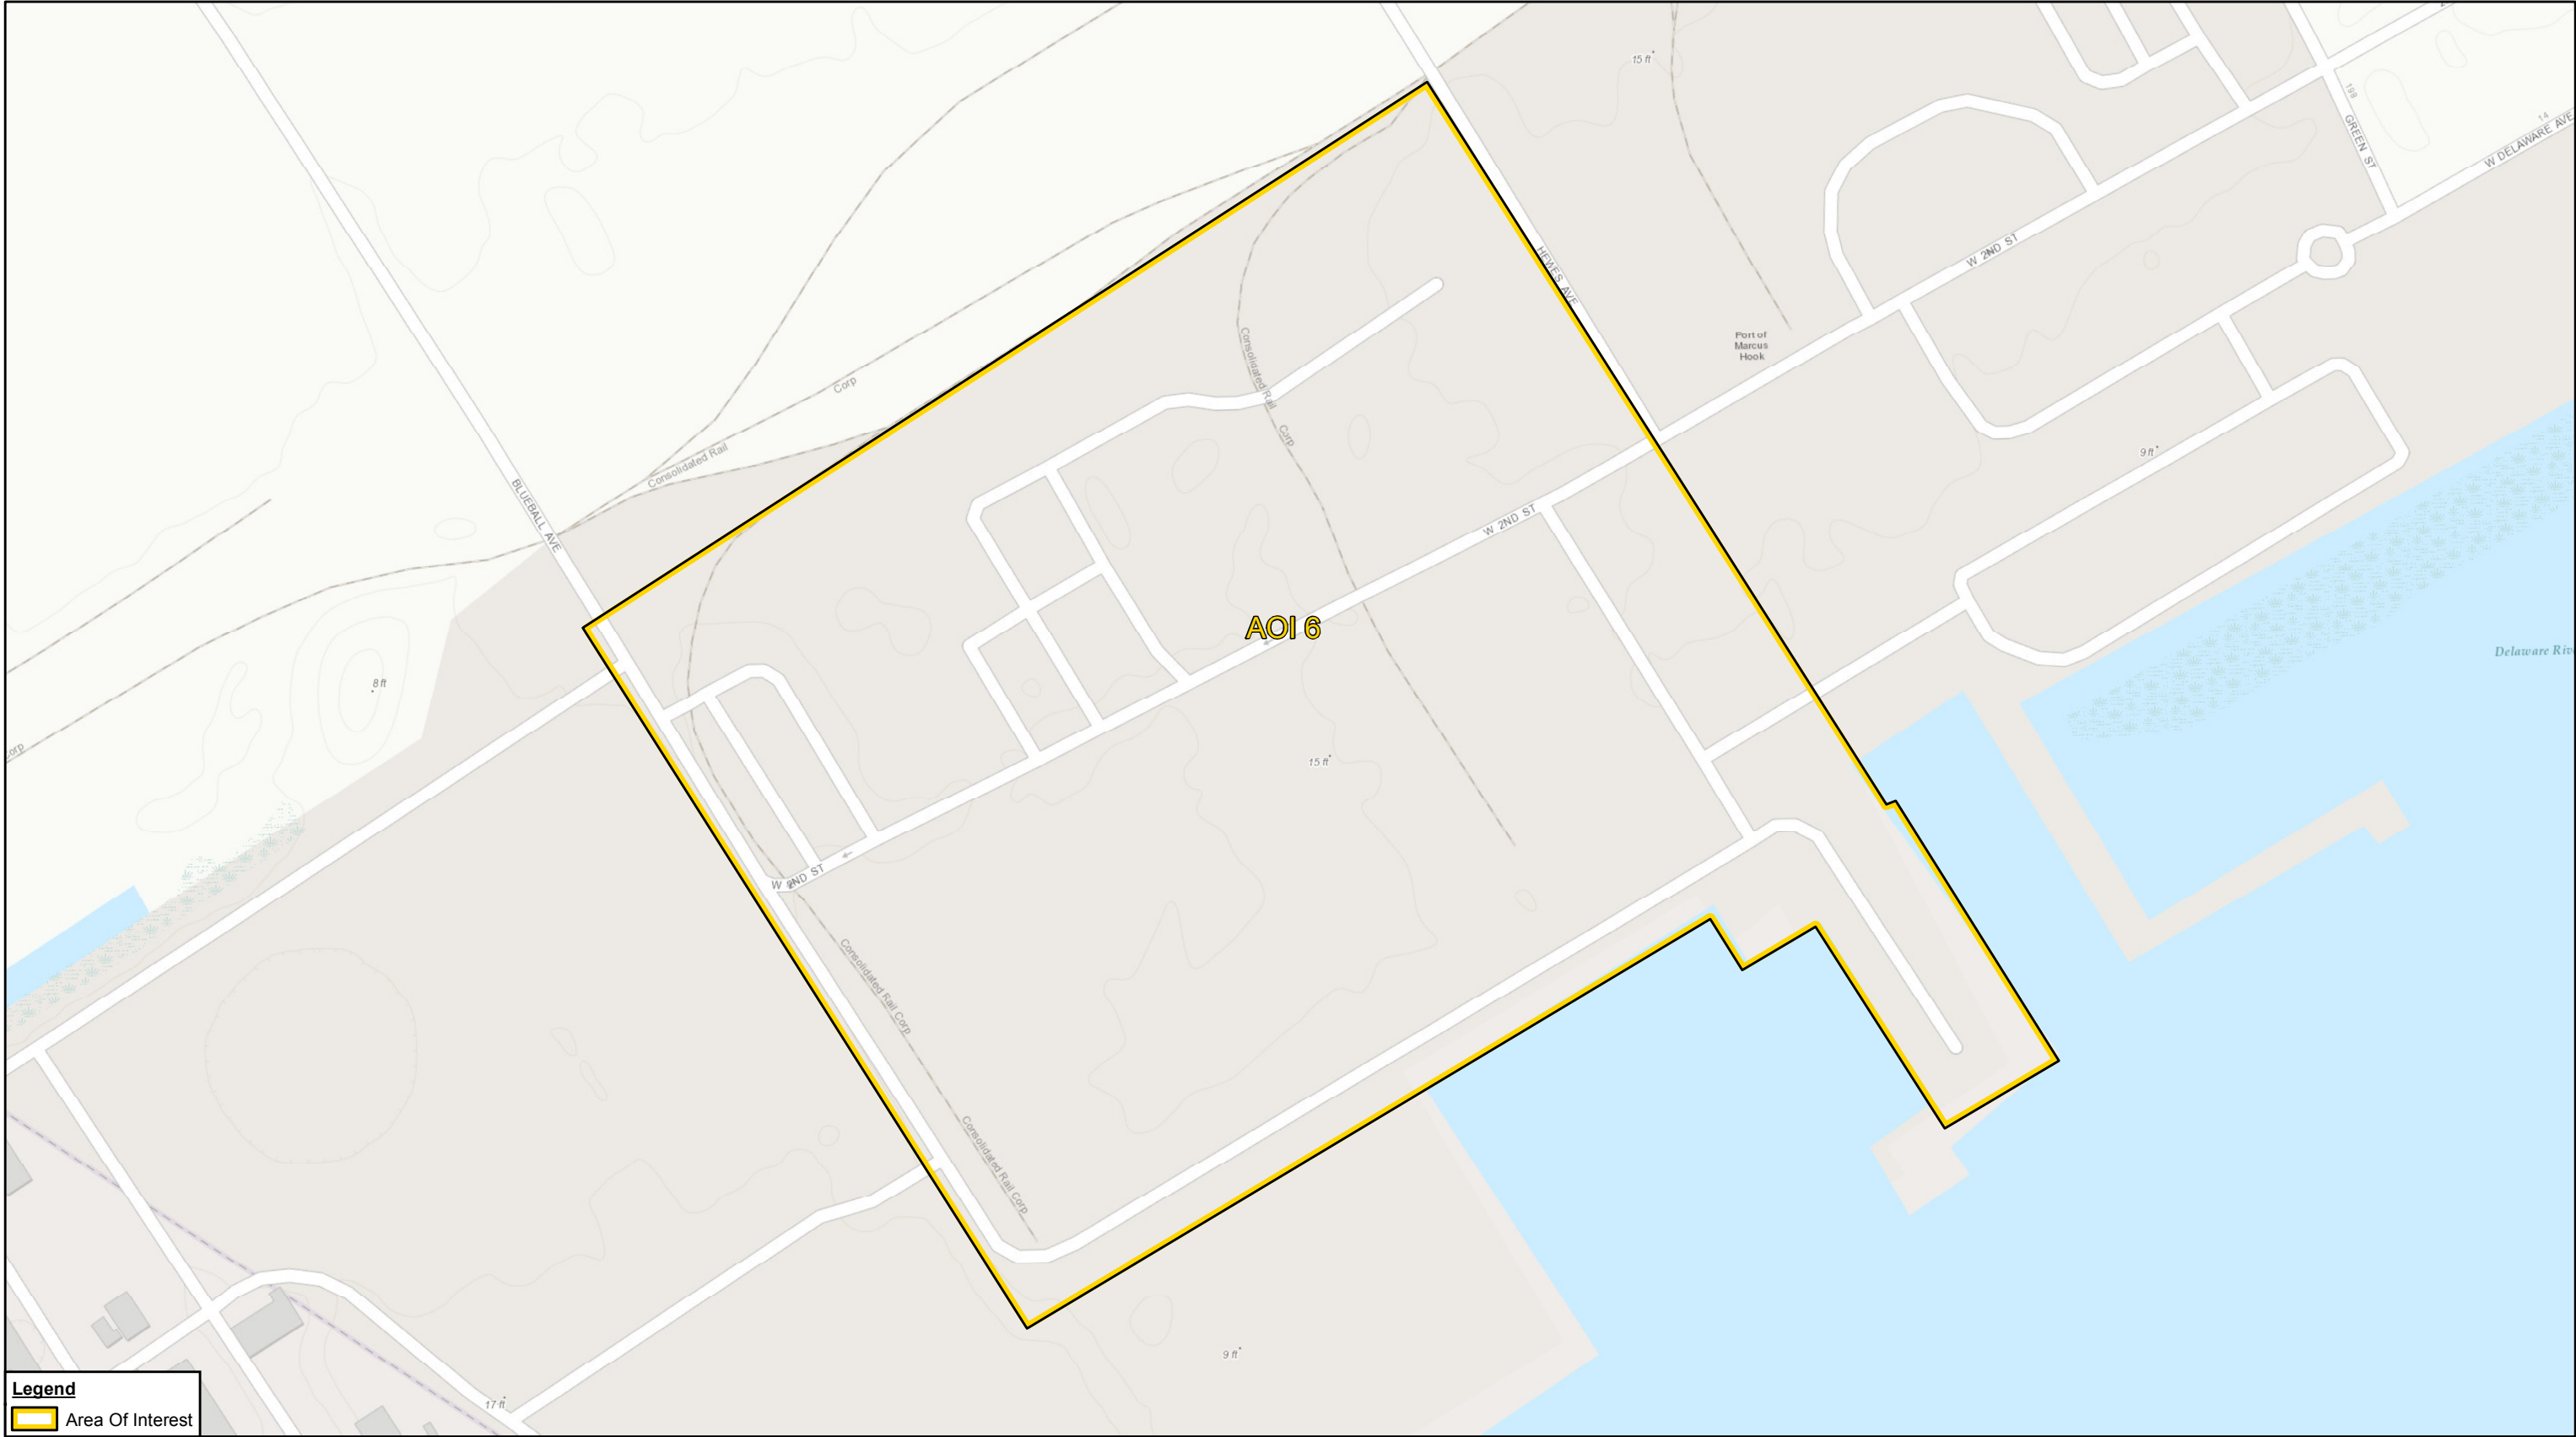 15 ft
198
GREEN ST
14
W DELAWARE AVE
W 2ND ST
HEWES AVE
Port of
Marcus
Hook
Consolidated Rail
Corp
Corp
Consolidated Rail
BLUEBALL AVE
9 ft
W 2ND ST
AOI 6
Delaware
8 ft
15 ft
W 2ND ST
Consolidated Rail Corp
Consolidated Rail Corp
9 ft
17 ft
Legend
Area Of Interest